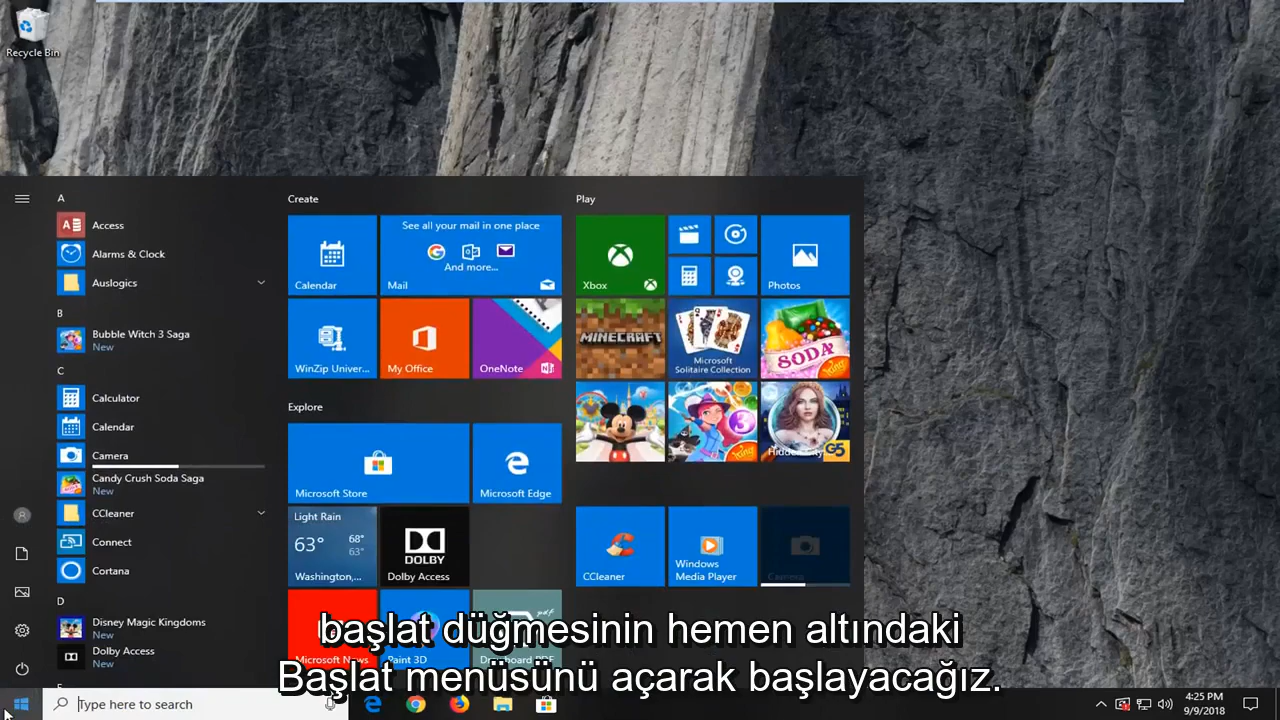 Recycle Bin
A
Access
Alarms & Clock
Auslogics
B
Bubble Witch 3 Saga
New
C
Calculator
Calendar
Camera
Candy Crush Soda Saga
New
CCleaner
Connect
Cortana
D
Disney Magic Kingdoms
New
Dolby Access
New
Create
Calendar
See all your mail in one place
And more...
Mail
WinZip Univer...
My Office
OneNote
Explore
Microsoft Store
Microsoft Edge
Light Rain
63° 68°
63°
Washington,...
DOLBY
Dolby Access
Microsoft News
Paint 3D
Play
Xbox
Photos
MINECRAFT
Microsoft
Solitaire Collection
SODA
King
3
G5
CCleaner
Windows
Media Player
Camera
başlat düğmesinin hemen altındaki
Başlat menüsünü açarak başlayacağız.
Type here to search
4:25 PM
9/9/2018